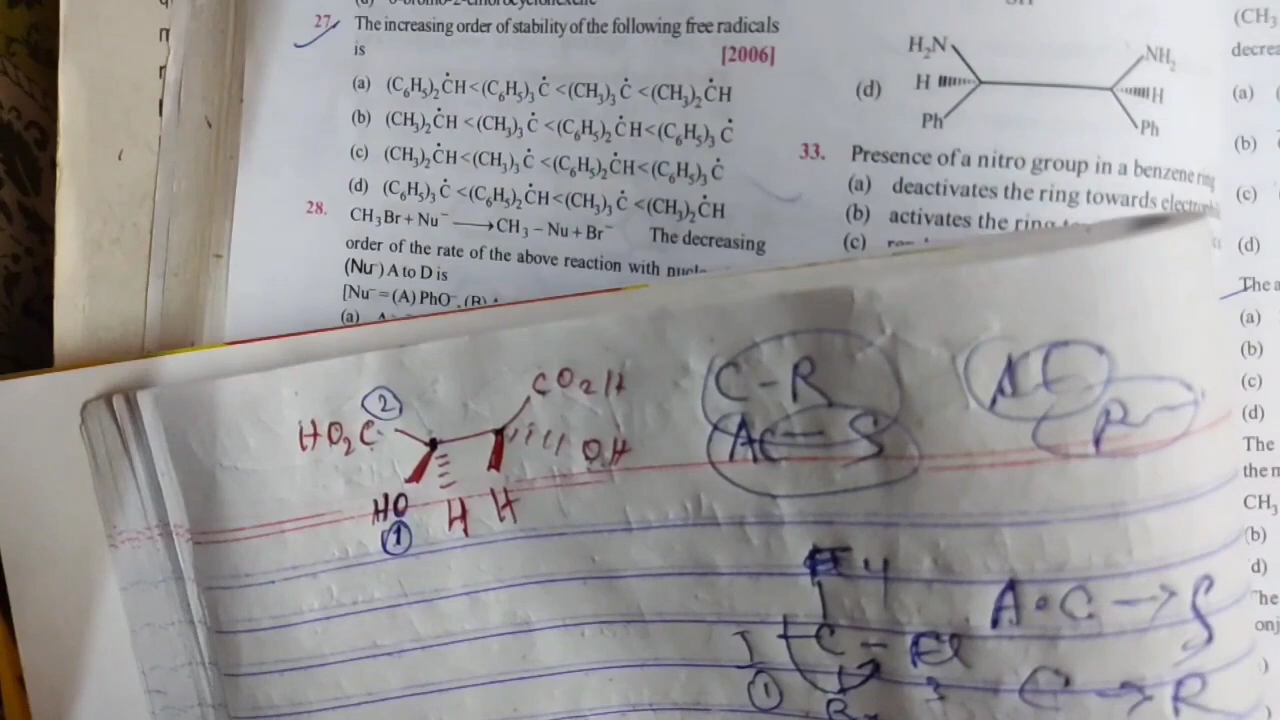 27. The increasing order of stability of the following free radicals
is
[2006]
(a) (C₆H₅)₂ĊH<(C₆H₅)₃Ċ<(CH₃)₃Ċ<(CH₃)₂ĊH
(b) (CH₃)₂ĊH<(CH₃)₃Ċ<(C₆H₅)₂ĊH<(C₆H₅)₃Ċ
(c) (CH₃)₂ĊH<(CH₃)₃Ċ<(C₆H₅)₂ĊH<(C₆H₅)₃Ċ
(d) (C₆H₅)₃Ċ<(C₆H₅)₂ĊH<(CH₃)₃Ċ<(CH₃)₂ĊH
28. CH₃Br+Nu⁻ ⟶ CH₃–Nu+Br⁻ The decreasing
order of the rate of the above reaction with
(Nu⁻) A to D is
[Nu⁻=(A) PhO⁻, (B)
(a) A
H₂N NH₂
(d) H H
Ph Ph
33. Presence of a nitro group in a benzene ring
(a) deactivates the ring towards
(b) activates the ring
(c)
(CH₃
(a)
(b)
(c)
(d)
The
(a)
(b)
(c)
(d)
The
CH₃
(b)
d)
)
)
2 CO₂H
HO₂C OH
HO H H
1
C-R
AC-S
H 4
I C - 3
1
A·C → S
C → R